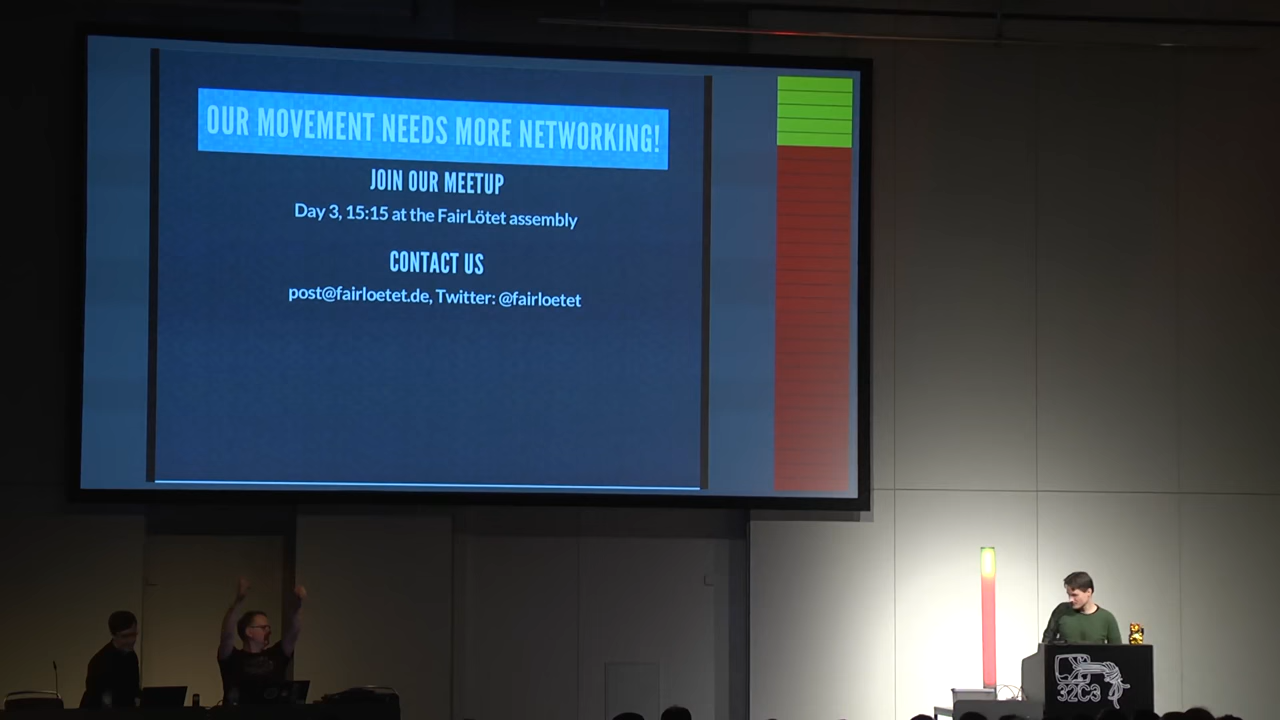 OUR MOVEMENT NEEDS MORE NETWORKING!
JOIN OUR MEETUP
Day 3, 15:15 at the FairLötet assembly
CONTACT US
post@fairloetet.de, Twitter: @fairloetet
32C3